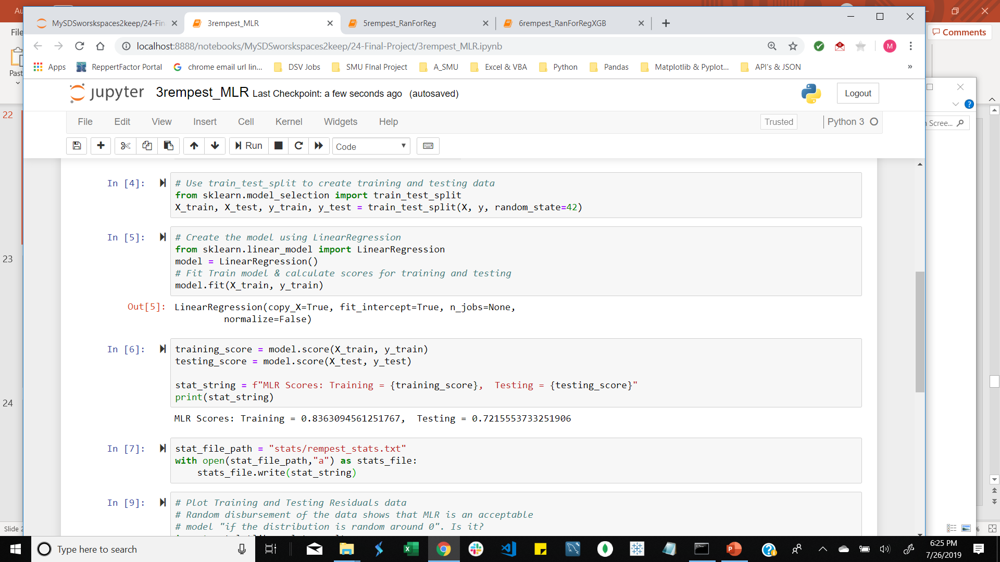 Au
MySDSworskspaces2keep/24-Fin
3rempest_MLR
5rempest_RanForReg
6rempest_RanForRegXGB
File
localhost:8888/notebooks/MySDSworskspaces2keep/24-Final-Project/3rempest_MLR.ipynb
M
Comments
Apps
ReppertFactor Portal
chrome email url lin...
DSV Jobs
SMU FInal Project
A_SMU
Excel & VBA
Python
Pandas
Matplotlib & Pyplot...
API's & JSON
»
Past
jupyter 3rempest_MLR Last Checkpoint: a few seconds ago (autosaved)
Logout
File Edit View Insert Cell Kernel Widgets Help
Trusted
Python 3
Scree...
Run
Code
22
23
24
In [4]: # Use train_test_split to create training and testing data
from sklearn.model_selection import train_test_split
X_train, X_test, y_train, y_test = train_test_split(X, y, random_state=42)
In [5]: # Create the model using LinearRegression
from sklearn.linear_model import LinearRegression
model = LinearRegression()
# Fit Train model & calculate scores for training and testing
model.fit(X_train, y_train)
Out[5]: LinearRegression(copy_X=True, fit_intercept=True, n_jobs=None,
normalize=False)
In [6]: training_score = model.score(X_train, y_train)
testing_score = model.score(X_test, y_test)
stat_string = f"MLR Scores: Training = {training_score},  Testing = {testing_score}"
print(stat_string)
MLR Scores: Training = 0.8363094561251767,  Testing = 0.7215553733251906
In [7]: stat_file_path = "stats/rempest_stats.txt"
with open(stat_file_path,"a") as stats_file:
    stats_file.write(stat_string)
In [9]: # Plot Training and Testing Residuals data
# Random disbursement of the data shows that MLR is an acceptable
# model "if the distribution is random around 0". Is it?
Slide 2
%
Type here to search
6:25 PM
7/26/2019